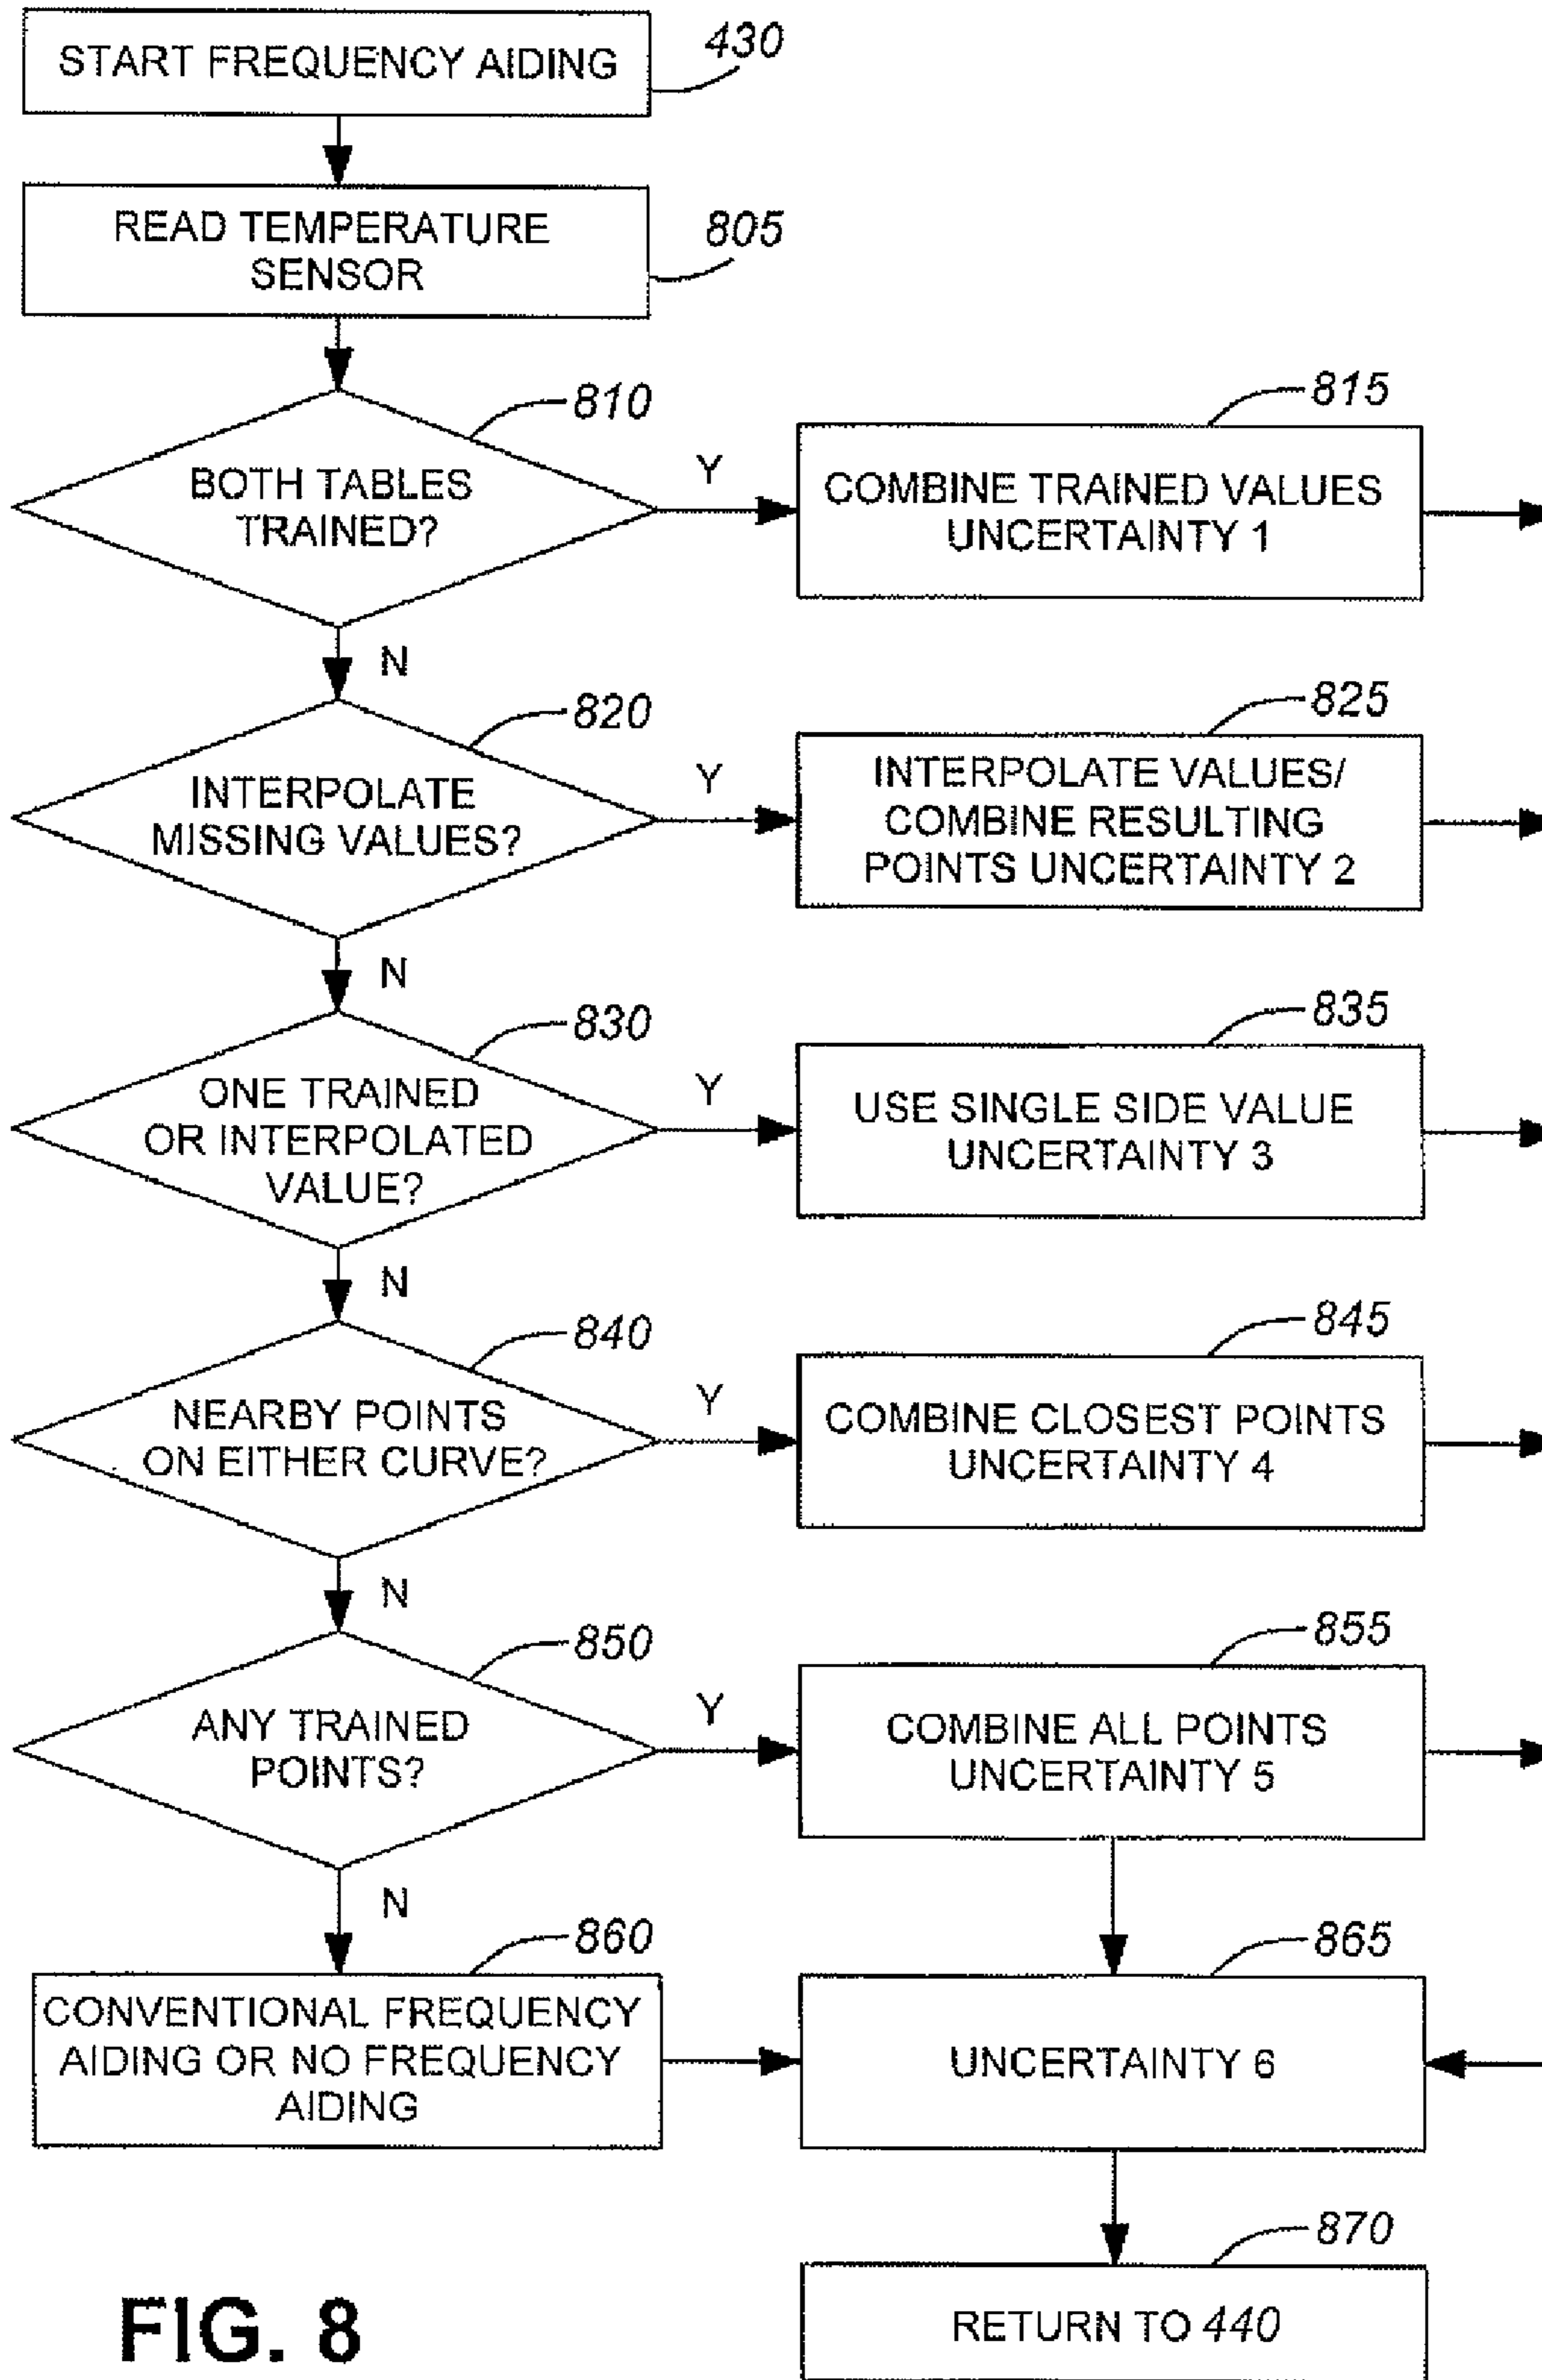 START FREQUENCY AIDING
430
READ TEMPERATURE
SENSOR
805
BOTH TABLES
TRAINED?
810
Y
N
COMBINE TRAINED VALUES
UNCERTAINTY 1
815
INTERPOLATE
MISSING VALUES?
820
Y
N
INTERPOLATE VALUES/
COMBINE RESULTING
POINTS UNCERTAINTY 2
825
ONE TRAINED
OR INTERPOLATED
VALUE?
830
Y
N
USE SINGLE SIDE VALUE
UNCERTAINTY 3
835
NEARBY POINTS
ON EITHER CURVE?
840
Y
N
COMBINE CLOSEST POINTS
UNCERTAINTY 4
845
ANY TRAINED
POINTS?
850
Y
N
COMBINE ALL POINTS
UNCERTAINTY 5
855
CONVENTIONAL FREQUENCY
AIDING OR NO FREQUENCY
AIDING
860
UNCERTAINTY 6
865
RETURN TO 440
870
FIG. 8